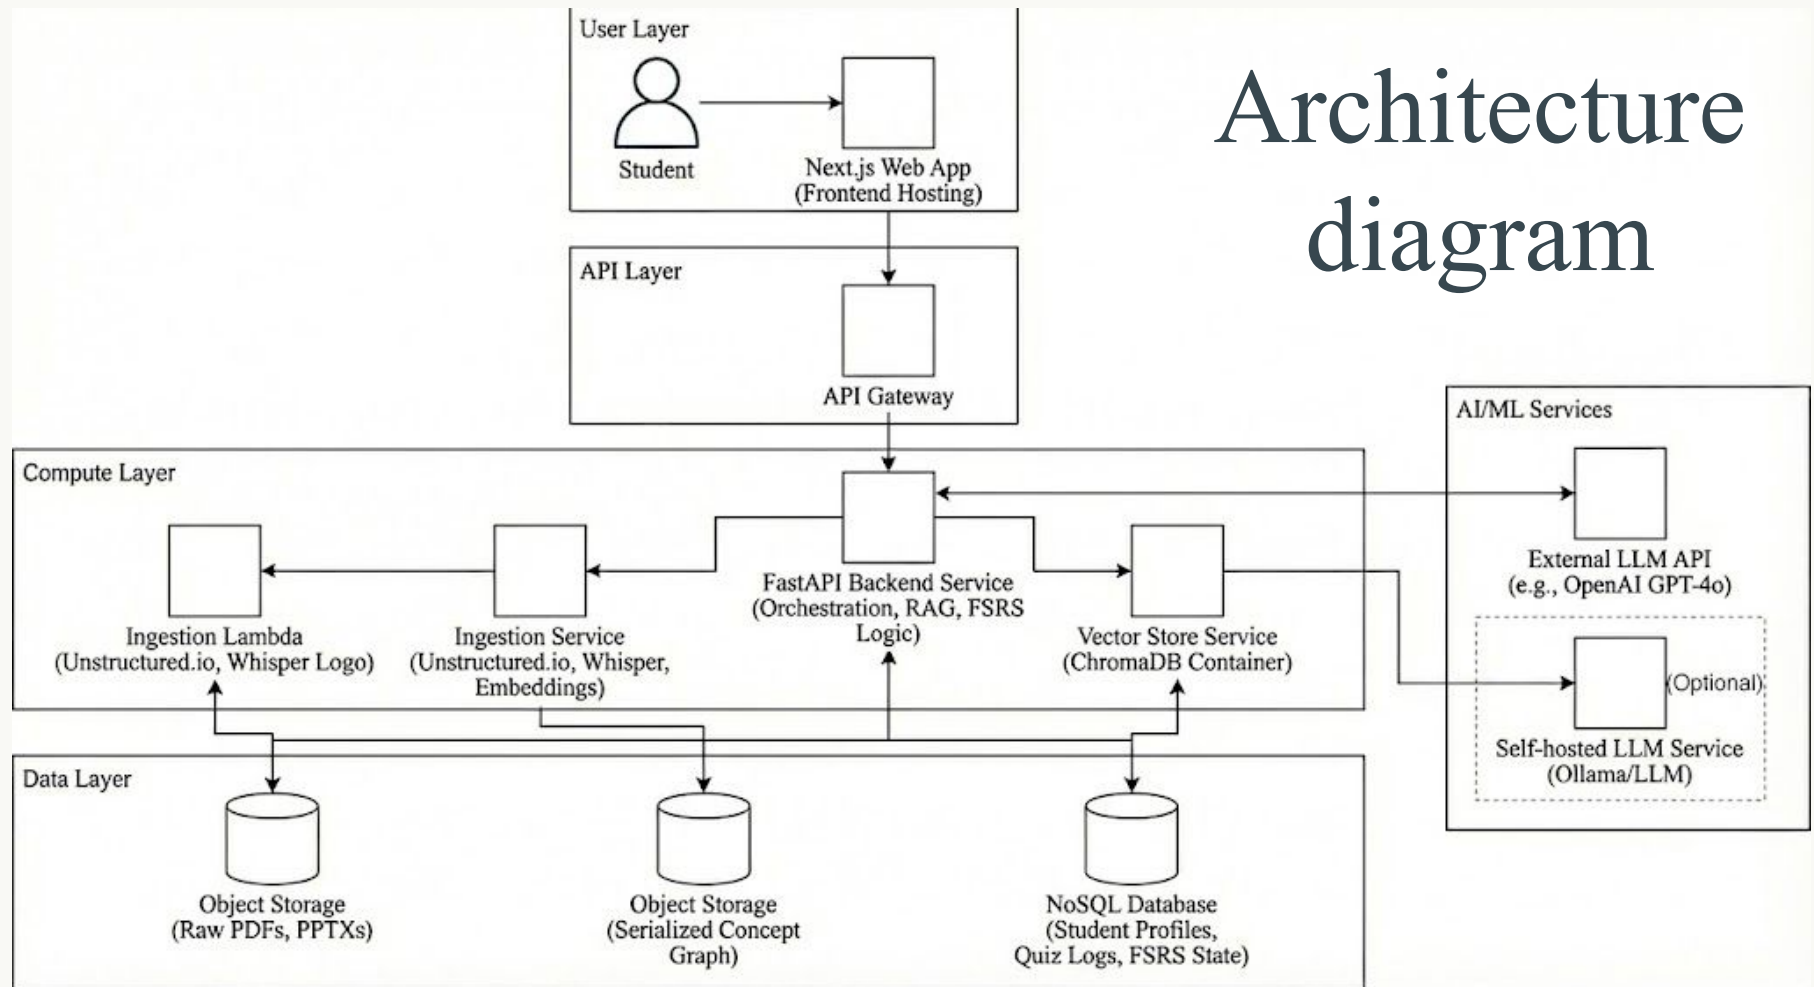 User Layer
Student
Next.js Web App
(Frontend Hosting)
Architecture
diagram
API Layer
API Gateway
Compute Layer
Ingestion Lambda
(Unstructured.io, Whisper Logo)
Ingestion Service
(Unstructured.io, Whisper,
Embeddings)
FastAPI Backend Service
(Orchestration, RAG, FSRS
Logic)
Vector Store Service
(ChromaDB Container)
AI/ML Services
External LLM API
(e.g., OpenAI GPT-4o)
(Optional)
Self-hosted LLM Service
(Ollama/LLM)
Data Layer
Object Storage
(Raw PDFs, PPTXs)
Object Storage
(Serialized Concept
Graph)
NoSQL Database
(Student Profiles,
Quiz Logs, FSRS State)